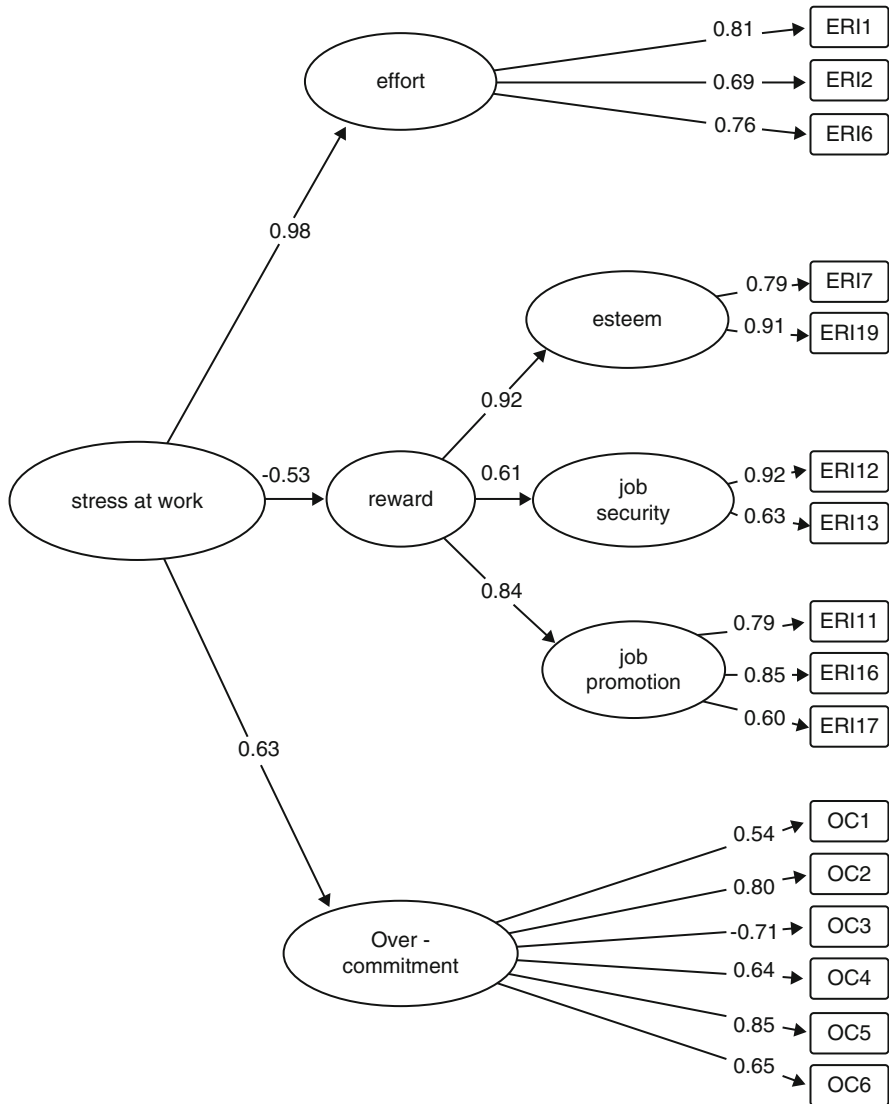 0.81
ERI1
effort
0.69
ERI2
0.76
ERI6
0.98
0.79
ERI7
esteem
0.91
ERI19
0.92
stress at work
-0.53
reward
0.61
job
security
0.92
ERI12
0.63
ERI13
0.84
job
promotion
0.79
ERI11
0.85
ERI16
0.60
ERI17
0.63
Over -
commitment
0.54
OC1
0.80
OC2
-0.71
OC3
0.64
OC4
0.85
OC5
0.65
OC6